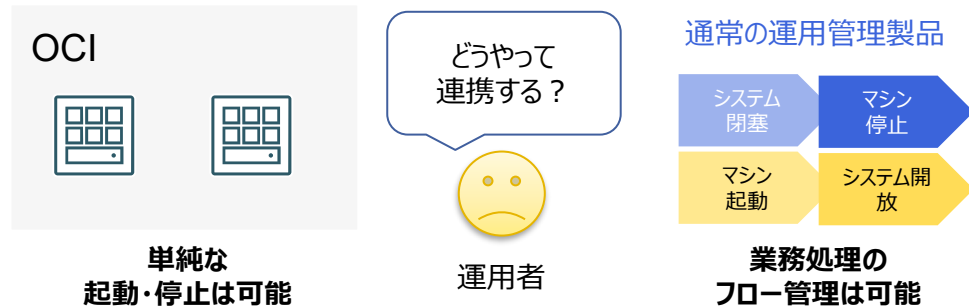 OCI
単純な
起動・停止は可能
どうやって
連携する？
運用者
通常の運用管理製品
システム
閉塞
マシン
停止
マシン
起動
システム開
放
業務処理の
フロー管理は可能